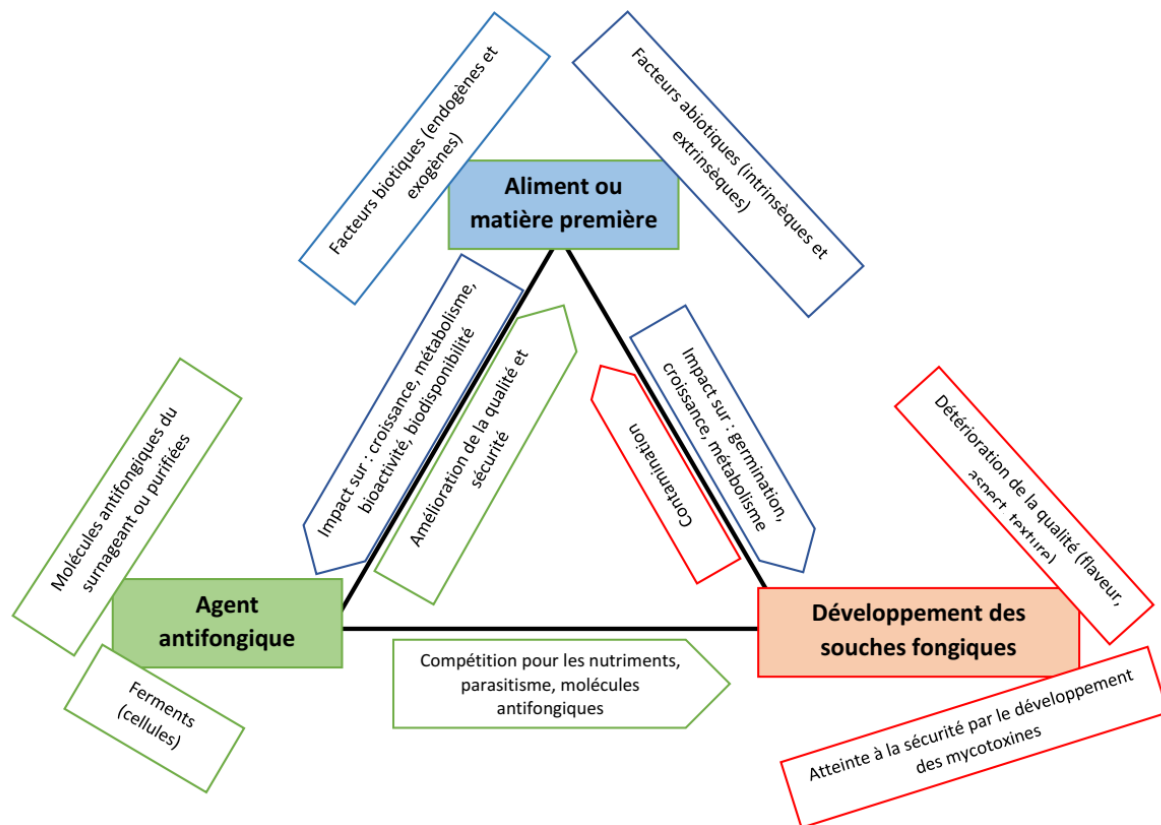 Facteurs biotiques (endogènes et
exogènes)
Facteurs abiotiques (intrinsèques et
extrinsèques)
Aliment ou
matière première
Impact sur : croissance, métabolisme,
bioactivité, biodisponibilité
Amélioration de la qualité et
sécurité
Contamination
Impact sur : germination,
croissance, métabolisme
Molécules antifongiques du
surnageant ou purifiées
Agent
antifongique
Ferments
(cellules)
Compétition pour les nutriments,
parasitisme, molécules
antifongiques
Développement des
souches fongiques
Détérioration de la qualité (flaveur,
aspect, texture)
Atteinte à la sécurité par le développement
des mycotoxines